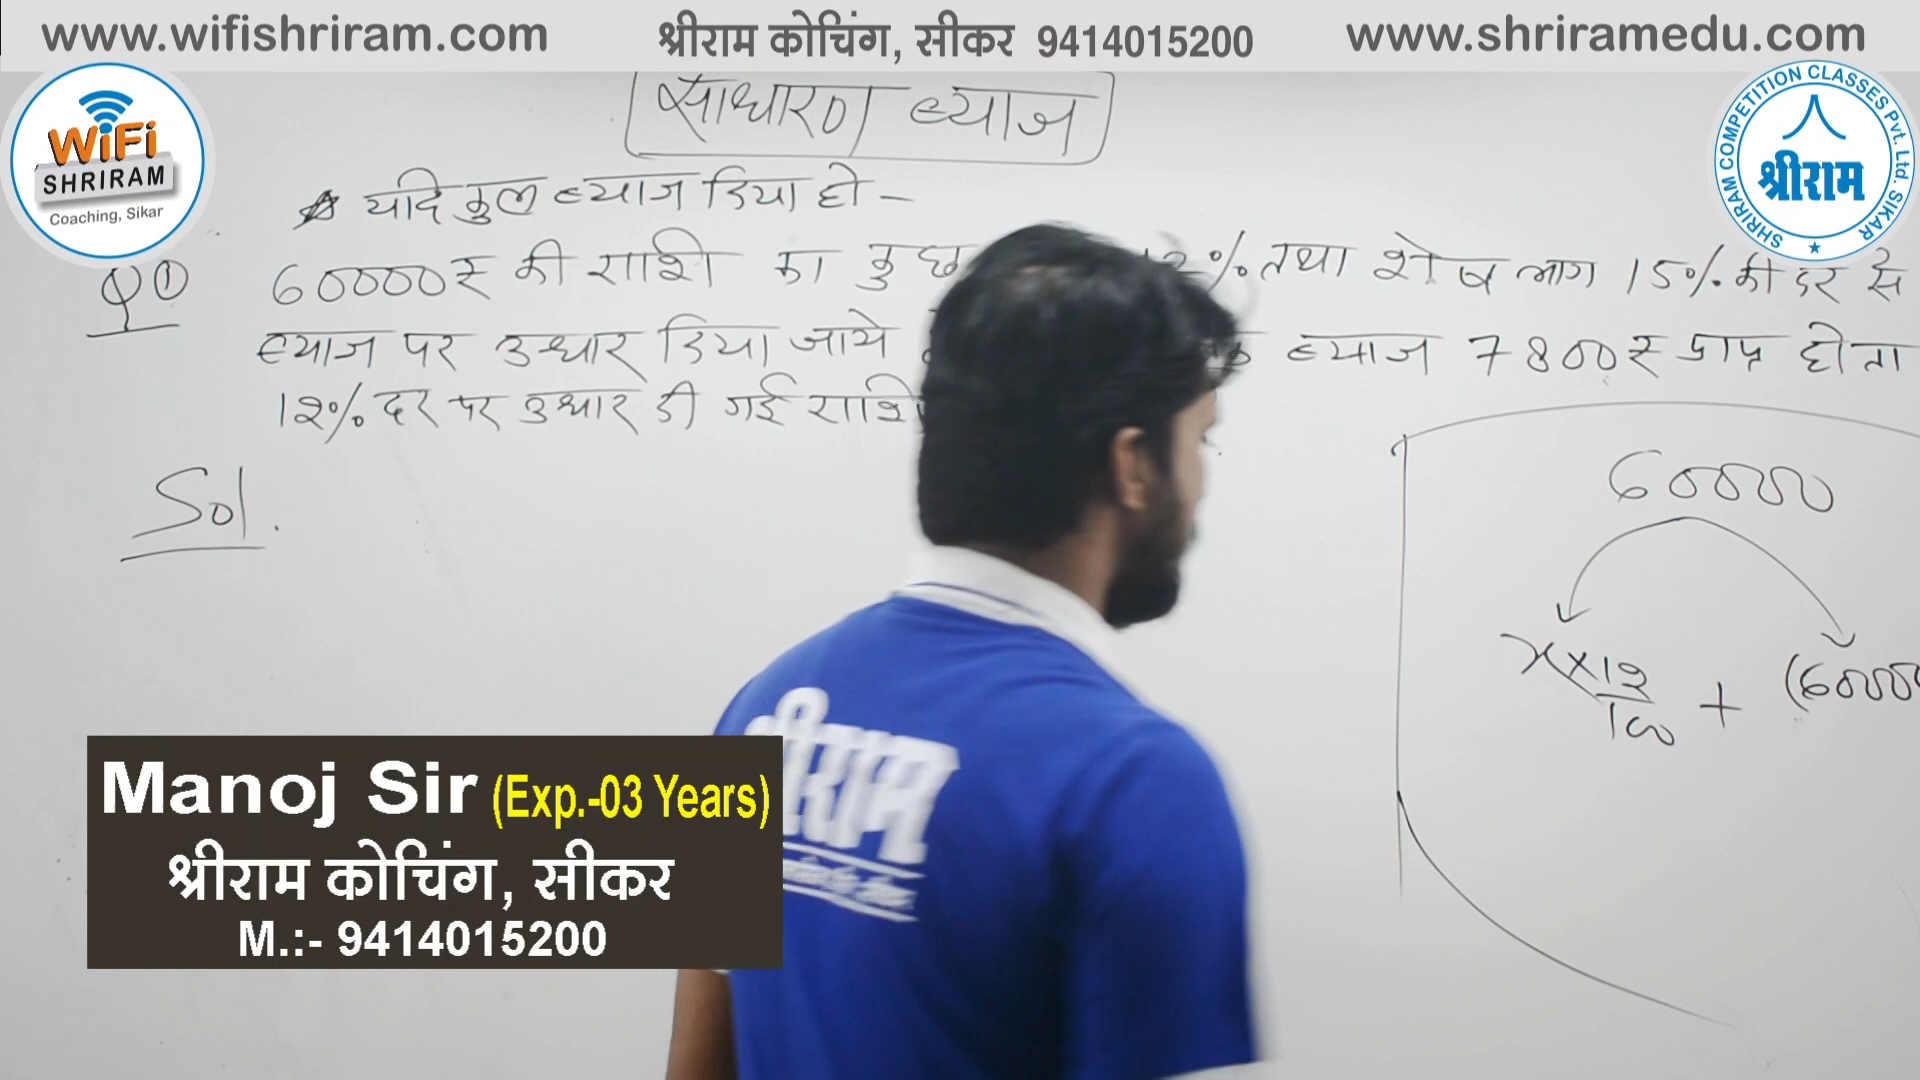 www.wifishriram.com
श्रीराम कोचिंग, सीकर 9414015200
www.shriramedu.com
WiFi
SHRIRAM
Coaching, Sikar
SHRIRAM COMPETITION CLASSES Pvt. Ltd. SIKAR
श्रीराम
साधारण ब्याज
यदि कुल ब्याज दिया हो -
Q① 60000₹ की राशि का कुछ 12% तथा शेष भाग 15% की दर से
ब्याज पर उधार दिया जाये ब्याज 7800₹ प्राप्त होता
12% दर पर उधार दी गई राशि
Sol.
60000
x×12/100 + (60000
श्रीराम
Manoj Sir (Exp.-03 Years)
श्रीराम कोचिंग, सीकर
M.:- 9414015200